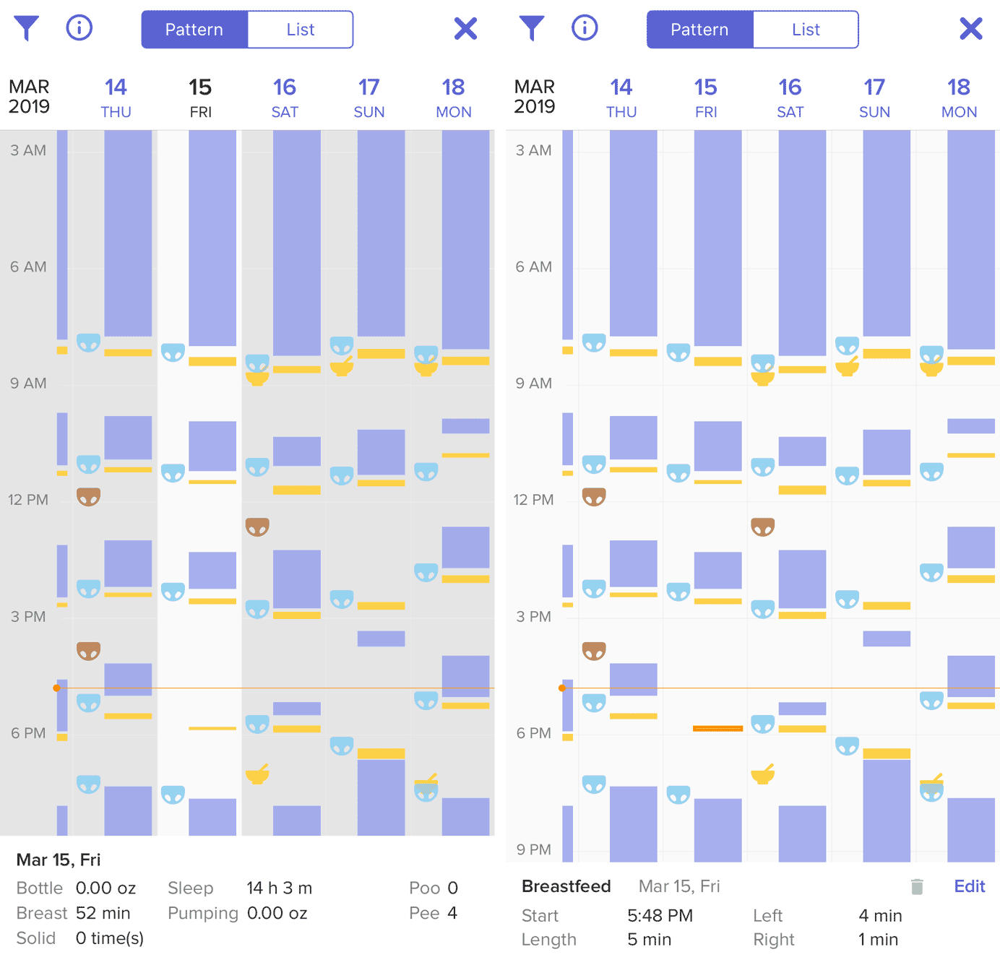 Pattern List
MAR 2019
14 THU
15 FRI
16 SAT
17 SUN
18 MON
3 AM
6 AM
9 AM
12 PM
3 PM
6 PM
Mar 15, Fri
Bottle 0.00 oz Sleep 14 h 3 m Poo 0
Breast 52 min Pumping 0.00 oz Pee 4
Solid 0 time(s)
Pattern List
MAR 2019
14 THU
15 FRI
16 SAT
17 SUN
18 MON
3 AM
6 AM
9 AM
12 PM
3 PM
6 PM
9 PM
Breastfeed Mar 15, Fri Edit
Start 5:48 PM Left 4 min
Length 5 min Right 1 min